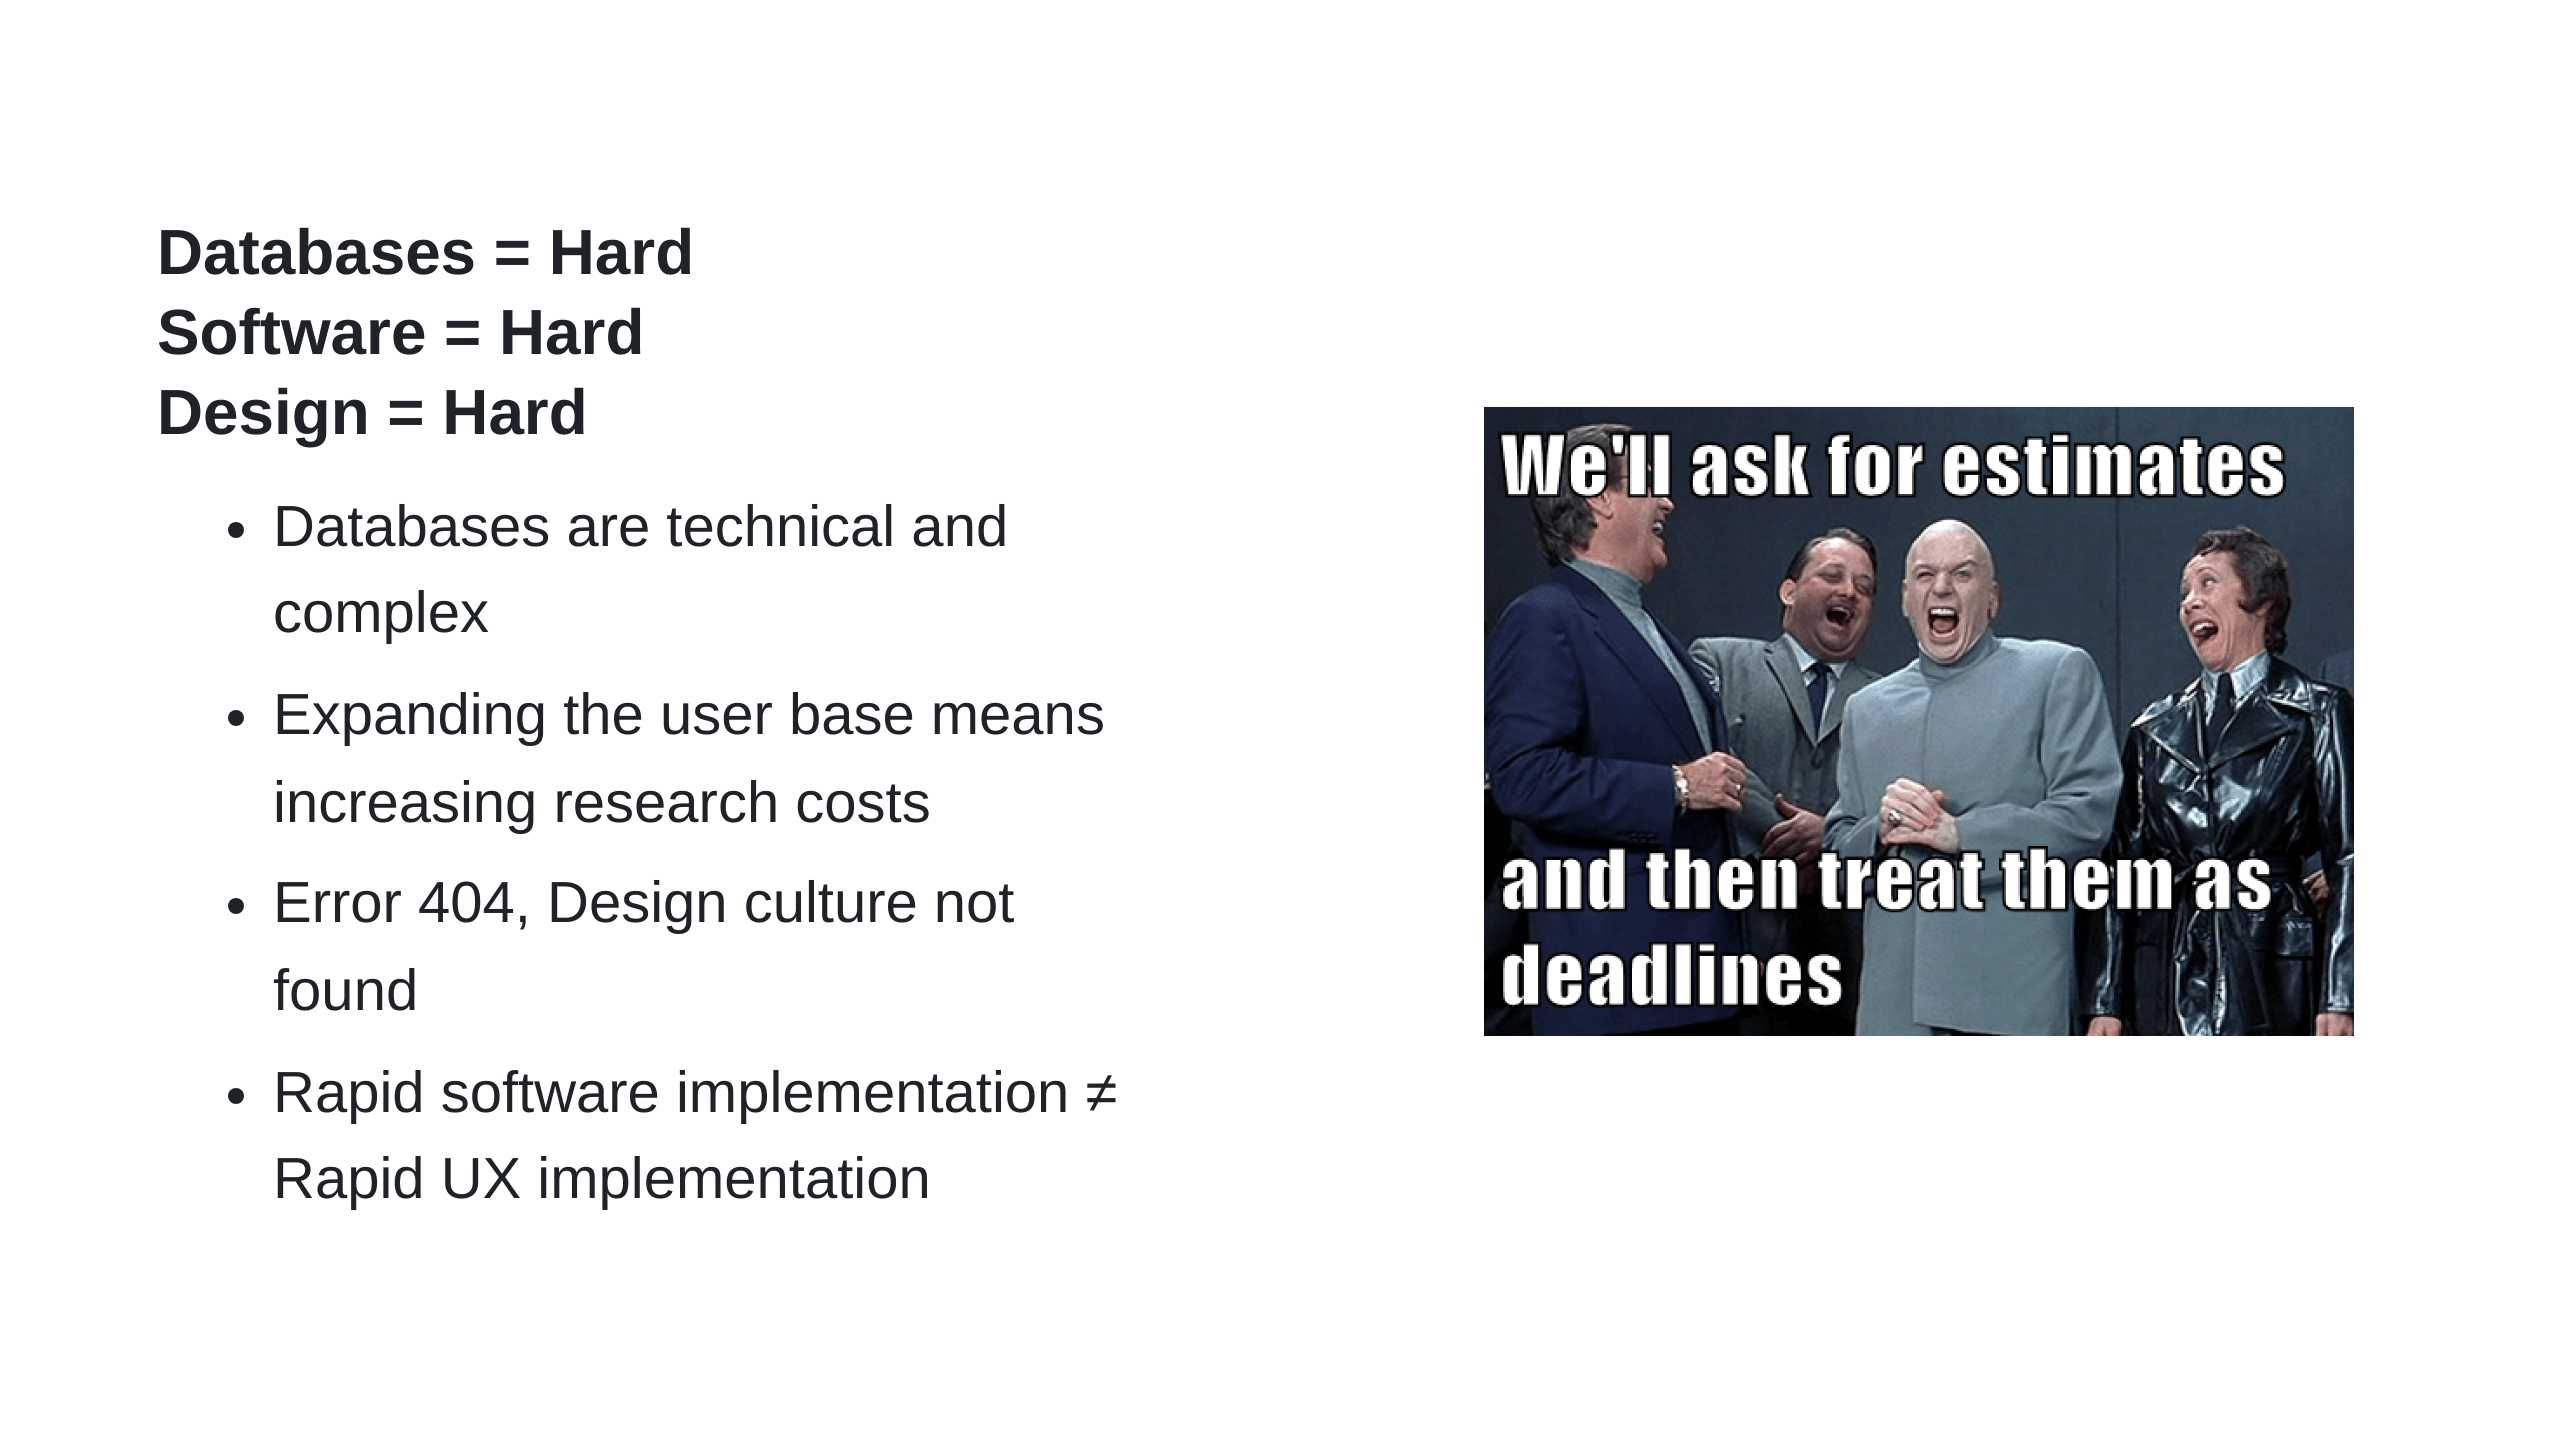 Databases = Hard
Software = Hard
Design = Hard
• Databases are technical and
complex
• Expanding the user base means
increasing research costs
• Error 404, Design culture not
found
• Rapid software implementation ≠
Rapid UX implementation
We'll ask for estimates
and then treat them as
deadlines